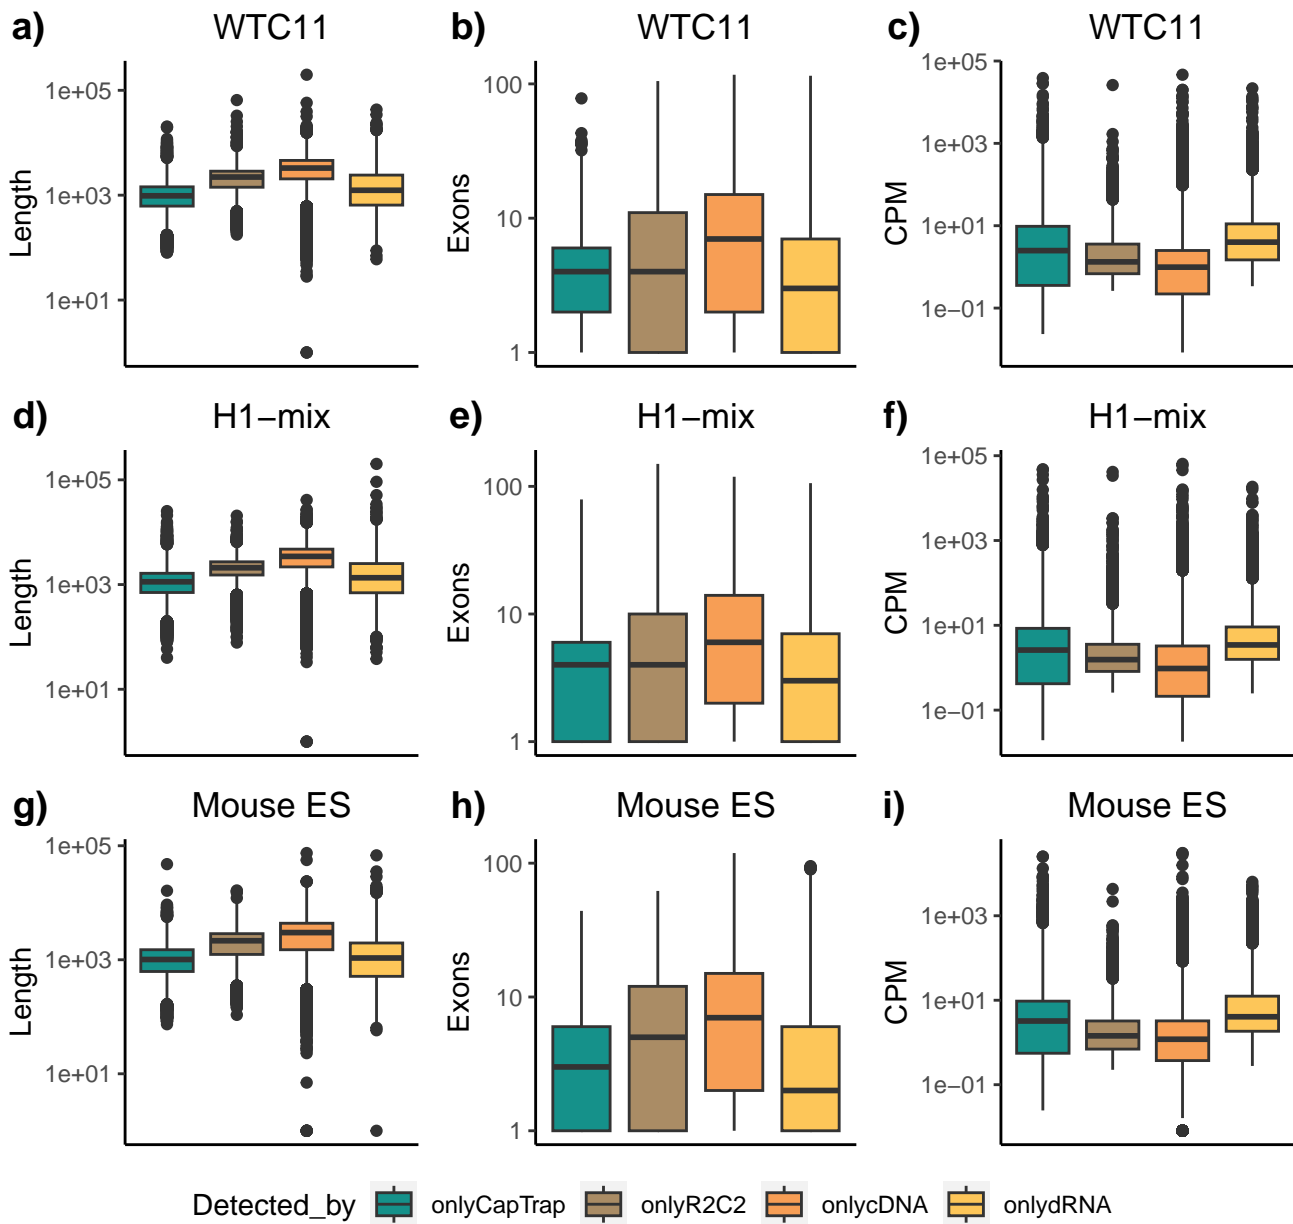 a) WTC11
b) WTC11
c) WTC11
Length
1e+05
1e+03
1e+01
Exons
100
10
1
CPM
1e+05
1e+03
1e+01
1e−01
d) H1−mix
e) H1−mix
f) H1−mix
Length
1e+05
1e+03
1e+01
Exons
100
10
1
CPM
1e+05
1e+03
1e+01
1e−01
g) Mouse ES
h) Mouse ES
i) Mouse ES
Length
1e+05
1e+03
1e+01
Exons
100
10
1
CPM
1e+03
1e+01
1e−01
Detected_by onlyCapTrap onlyR2C2 onlycDNA onlydRNA